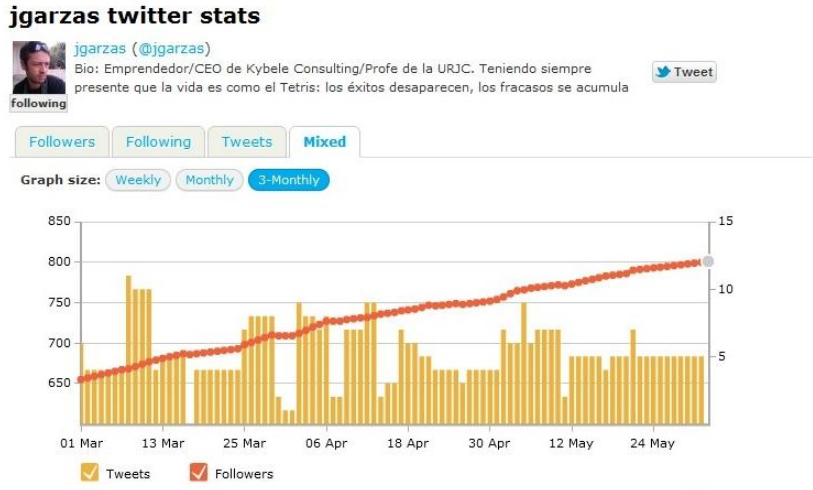 jgarzas twitter stats
jgarzas (@jgarzas)
Bio: Emprendedor/CEO de Kybele Consulting/Profe de la URJC. Teniendo siempre
presente que la vida es como el Tetris: los éxitos desaparecen, los fracasos se acumula
following
Tweet
Followers Following Tweets Mixed
Graph size: Weekly Monthly 3-Monthly
850 15
800
10
750
700
5
650
01 Mar 13 Mar 25 Mar 06 Apr 18 Apr 30 Apr 12 May 24 May
Tweets Followers